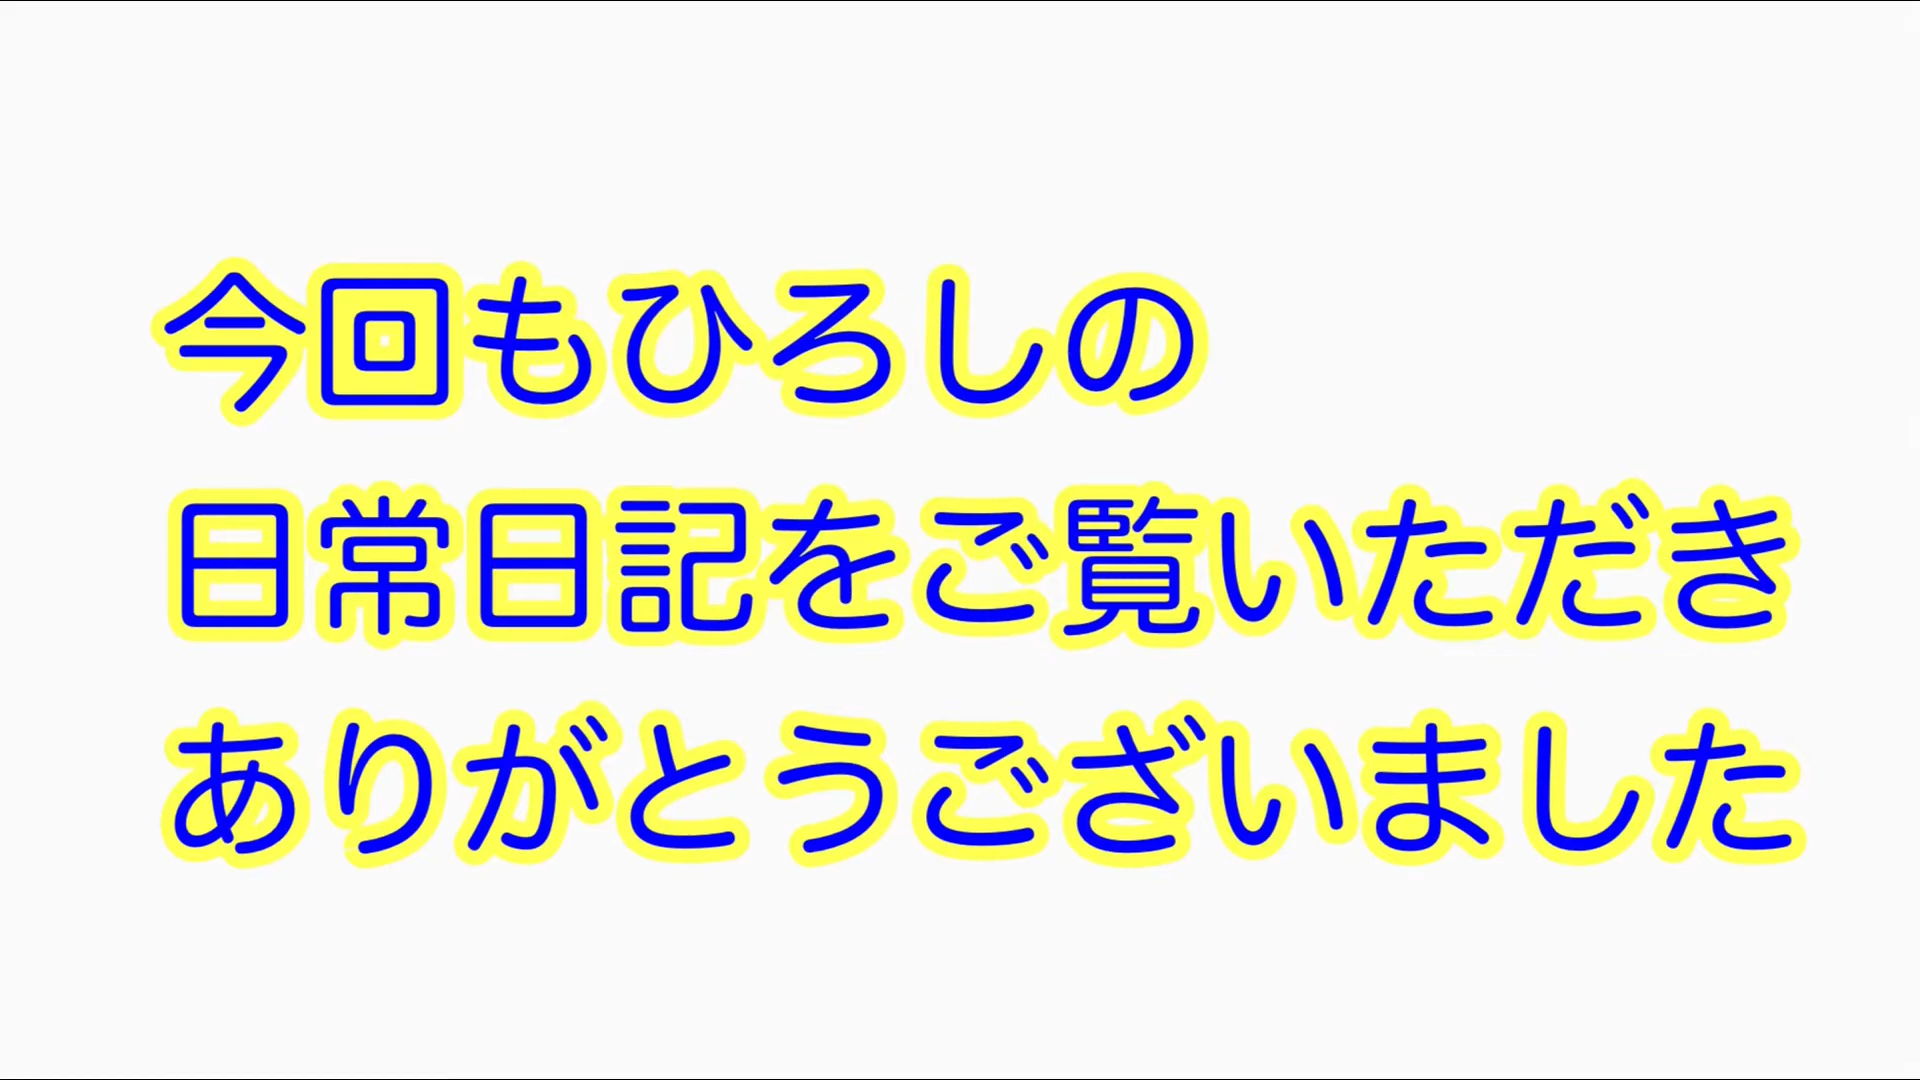 今回もひろしの
日常日記をご覧いただき
ありがとうございました